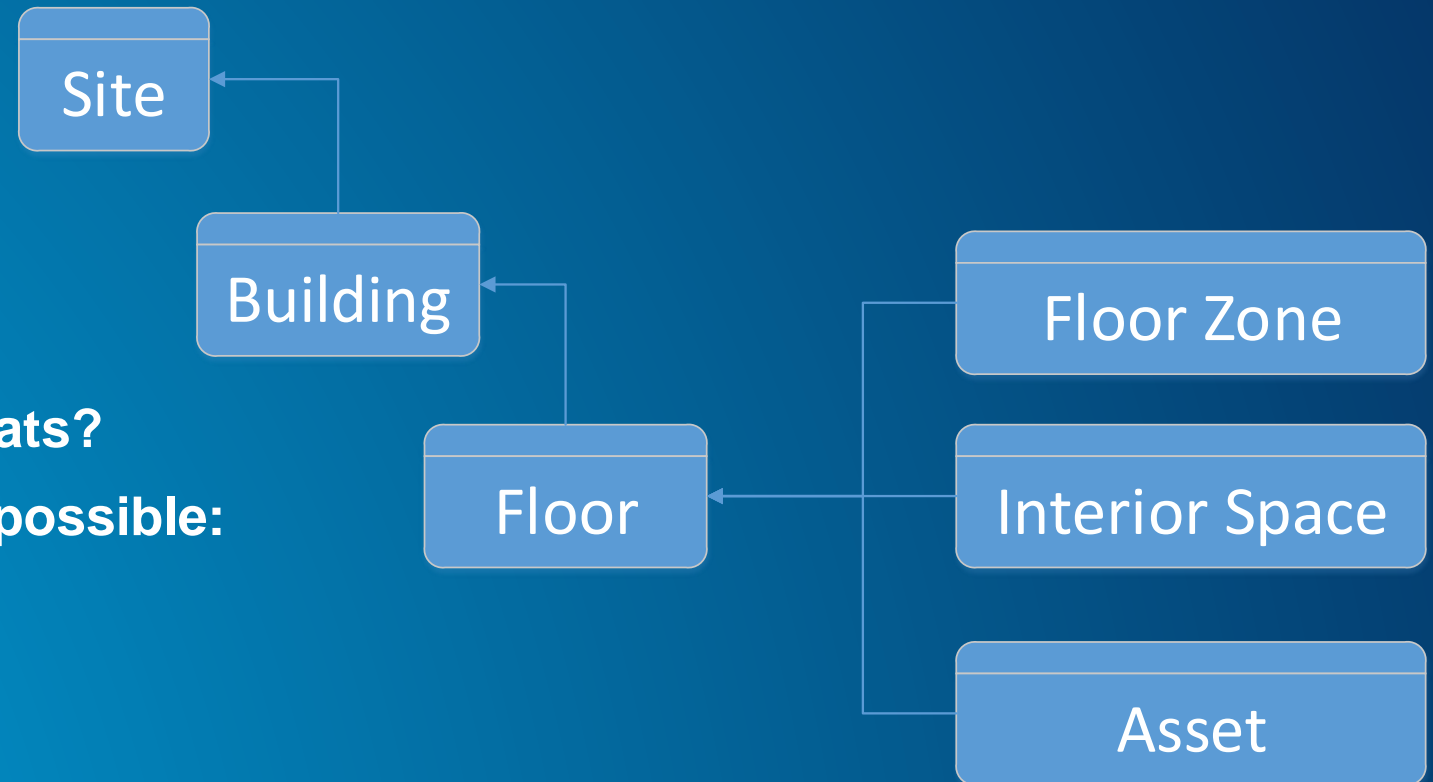 Site
Building
Floor Zone
ats?
Floor
Interior Space
possible:
Asset